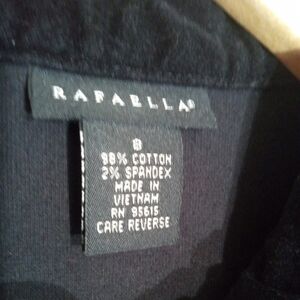 RAFAELLA®
8
98% COTTON
2% SPANDEX
MADE IN
VIETNAM
RN 95615
CARE REVERSE